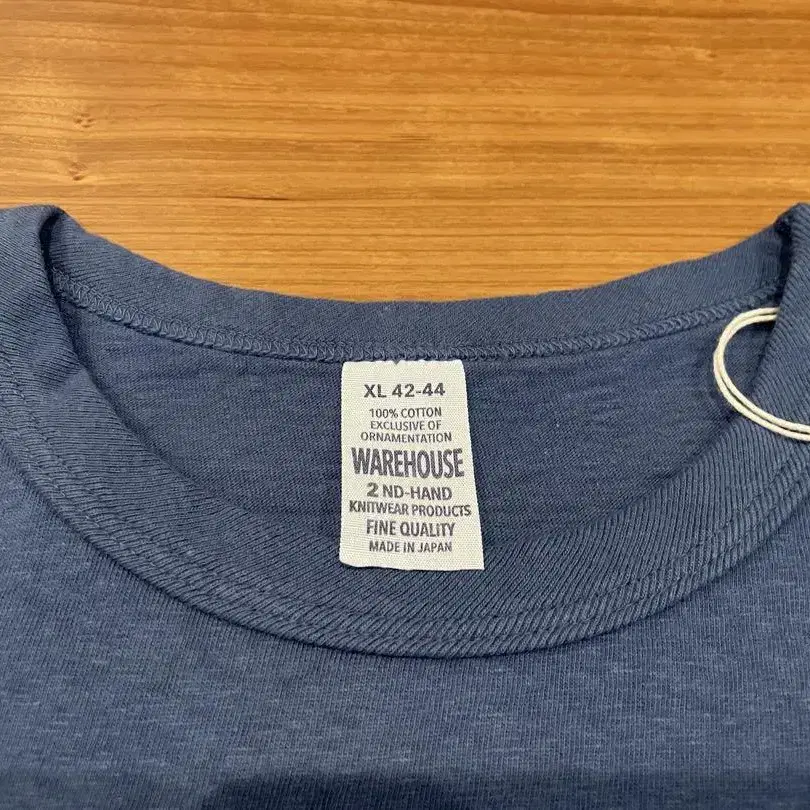 XL 42-44
100% COTTON
EXCLUSIVE OF
ORNAMENTATION
WAREHOUSE
2 ND-HAND
KNITWEAR PRODUCTS
FINE QUALITY
MADE IN JAPAN